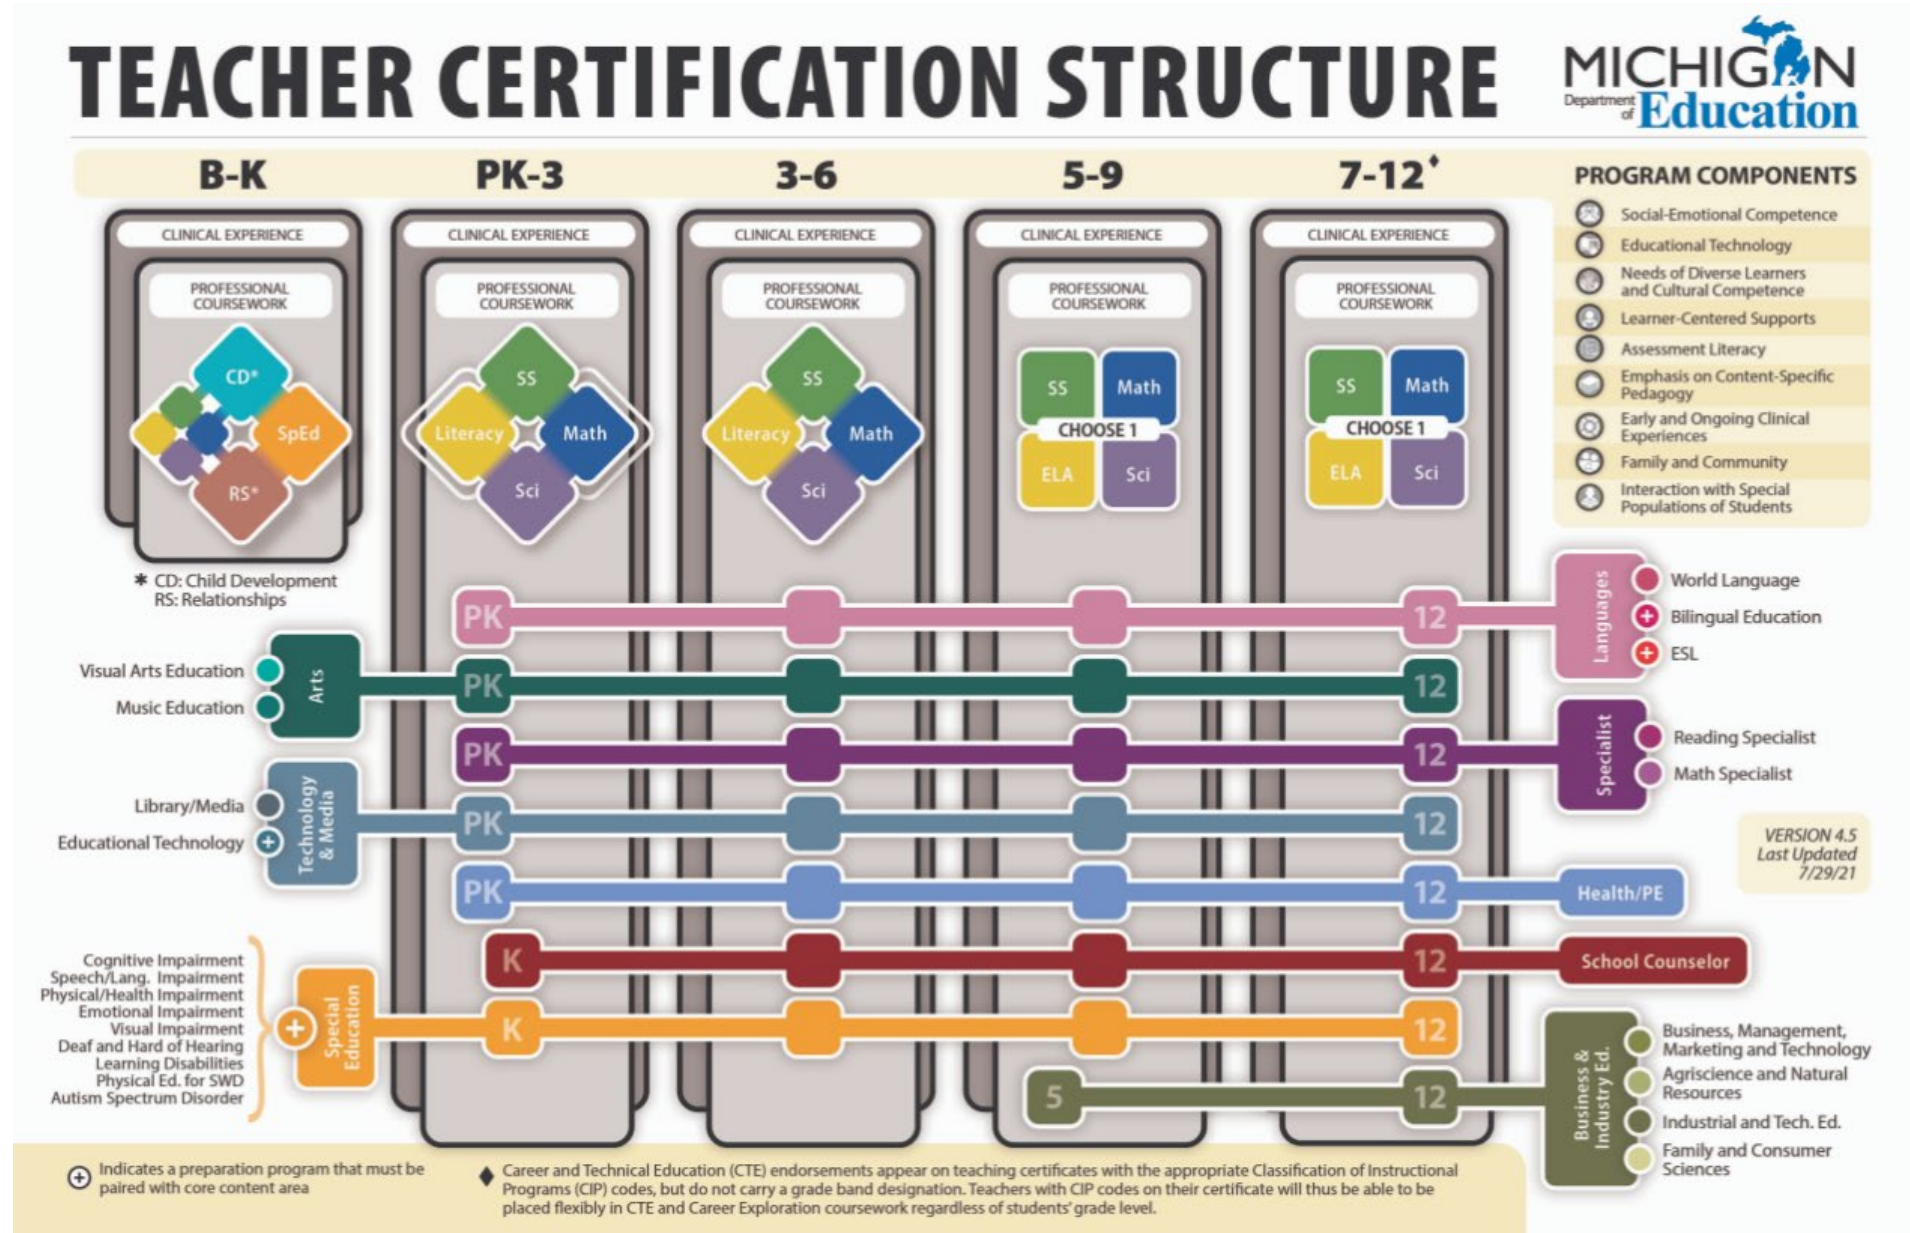 TEACHER CERTIFICATION STRUCTURE
MICHIGAN
Department
of Education
B-K
PK-3
3-6
5-9
7-12♦
CLINICAL EXPERIENCE
PROFESSIONAL
COURSEWORK
CD*
SpEd
RS*
CLINICAL EXPERIENCE
PROFESSIONAL
COURSEWORK
SS
Literacy
Math
Sci
CLINICAL EXPERIENCE
PROFESSIONAL
COURSEWORK
SS
Literacy
Math
Sci
CLINICAL EXPERIENCE
PROFESSIONAL
COURSEWORK
SS
Math
CHOOSE 1
ELA
Sci
CLINICAL EXPERIENCE
PROFESSIONAL
COURSEWORK
SS
Math
CHOOSE 1
ELA
Sci
PROGRAM COMPONENTS
Social-Emotional Competence
Educational Technology
Needs of Diverse Learners
and Cultural Competence
Learner-Centered Supports
Assessment Literacy
Emphasis on Content-Specific
Pedagogy
Early and Ongoing Clinical
Experiences
Family and Community
Interaction with Special
Populations of Students
* CD: Child Development
RS: Relationships
PK
12
Languages
World Language
+ Bilingual Education
+ ESL
Visual Arts Education
Music Education
Arts
PK
12
PK
12
Specialist
Reading Specialist
Math Specialist
Library/Media
Educational Technology +
Technology
& Media
PK
12
VERSION 4.5
Last Updated
7/29/21
PK
12
Health/PE
K
12
School Counselor
Cognitive Impairment
Speech/Lang. Impairment
Physical/Health Impairment
Emotional Impairment
Visual Impairment
Deaf and Hard of Hearing
Learning Disabilities
Physical Ed. for SWD
Autism Spectrum Disorder
+
Special
Education
K
12
5
12
Business &
Industry Ed.
Business, Management,
Marketing and Technology
Agriscience and Natural
Resources
Industrial and Tech. Ed.
Family and Consumer
Sciences
+ Indicates a preparation program that must be
paired with core content area
♦ Career and Technical Education (CTE) endorsements appear on teaching certificates with the appropriate Classification of Instructional
Programs (CIP) codes, but do not carry a grade band designation. Teachers with CIP codes on their certificate will thus be able to be
placed flexibly in CTE and Career Exploration coursework regardless of students' grade level.